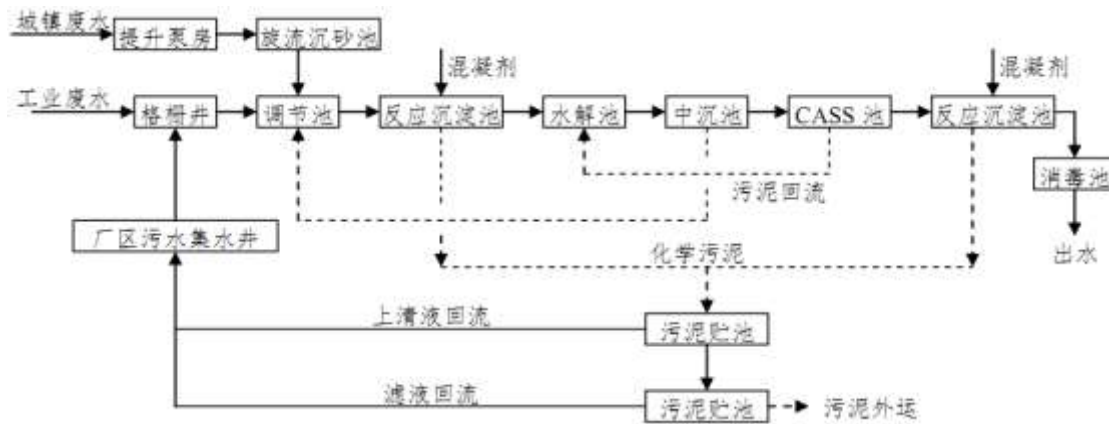 城镇废水
提升泵房
旋流沉砂池
混凝剂
混凝剂
工业废水
格栅井
调节池
反应沉淀池
水解池
中沉池
CASS 池
反应沉淀池
污泥回流
消毒池
厂区污水集水井
化学污泥
出水
上清液回流
污泥贮池
滤液回流
污泥贮池
污泥外运